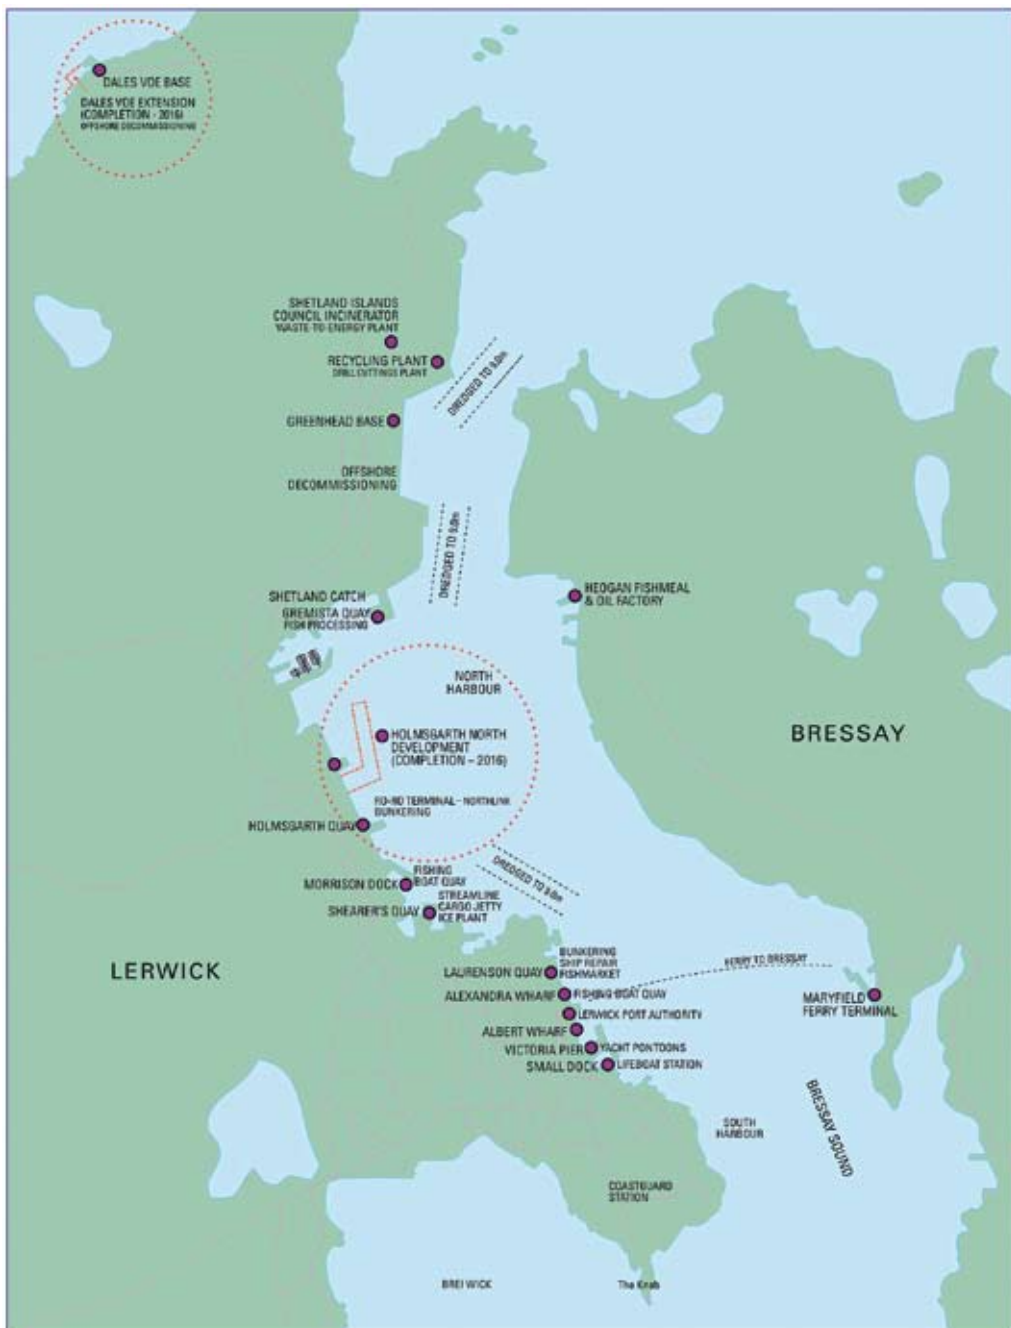 DALES VOE BASE
DALES VOE EXTENSION
(COMPLETION - 2016)
OFFSHORE DECOMMISSIONING
SHETLAND ISLANDS
COUNCIL INCINERATOR
WASTE-TO-ENERGY PLANT
RECYCLING PLANT
DRILL CUTTINGS PLANT
DREDGED TO 9.0m
GREENHEAD BASE
OFFSHORE
DECOMMISSIONING
DREDGED TO 9.0m
SHETLAND CATCH
GREMISTA QUAY
FISH PROCESSING
HEOGAN FISHMEAL
& OIL FACTORY
NORTH
HARBOUR
HOLMSGARTH NORTH
DEVELOPMENT
(COMPLETION – 2016)
BRESSAY
RO-RO TERMINAL – NORTHLINK
BUNKERING
HOLMSGARTH QUAY
DREDGED TO 9.0m
MORRISON DOCK
FISHING
BOAT QUAY
SHEARER'S QUAY
STREAMLINE
CARGO JETTY
ICE PLANT
LERWICK
LAURENSON QUAY
BUNKERING
SHIP REPAIR
FISHMARKET
FERRY TO BRESSAY
ALEXANDRA WHARF
FISHING BOAT QUAY
MARYFIELD
FERRY TERMINAL
LERWICK PORT AUTHORITY
ALBERT WHARF
VICTORIA PIER
YACHT PONTOONS
SMALL DOCK
LIFEBOAT STATION
SOUTH
HARBOUR
BRESSAY SOUND
COASTGUARD
STATION
BREI WICK
The Knab